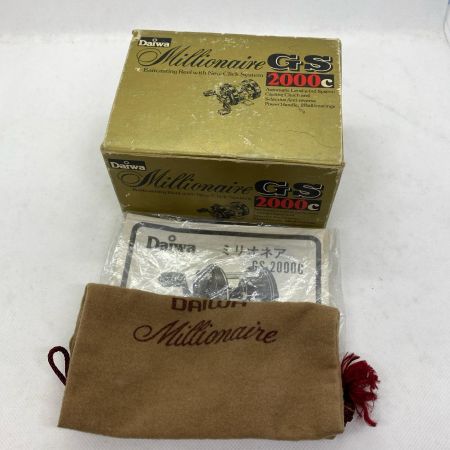 Daiwa
Millionaire GS
2000c
Baitcasting Reel with New Click System
Daiwa
Millionaire GS
2000c
Daiwa
ミリオネア
GS-2000C
DAIWA
Millionaire